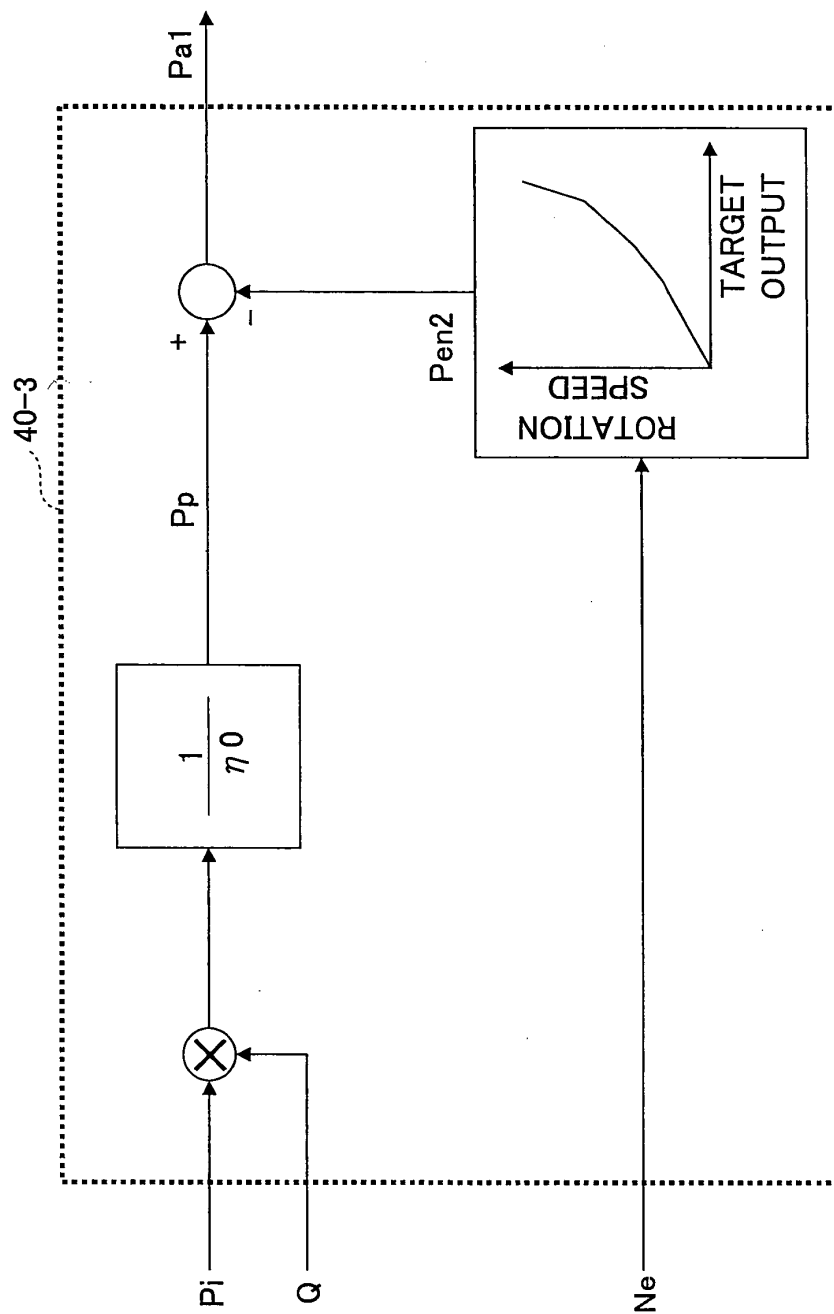 40-3
Pi
Q
1
η0
Pp
+
−
Pa1
Ne
Pen2
ROTATION
SPEED
TARGET
OUTPUT